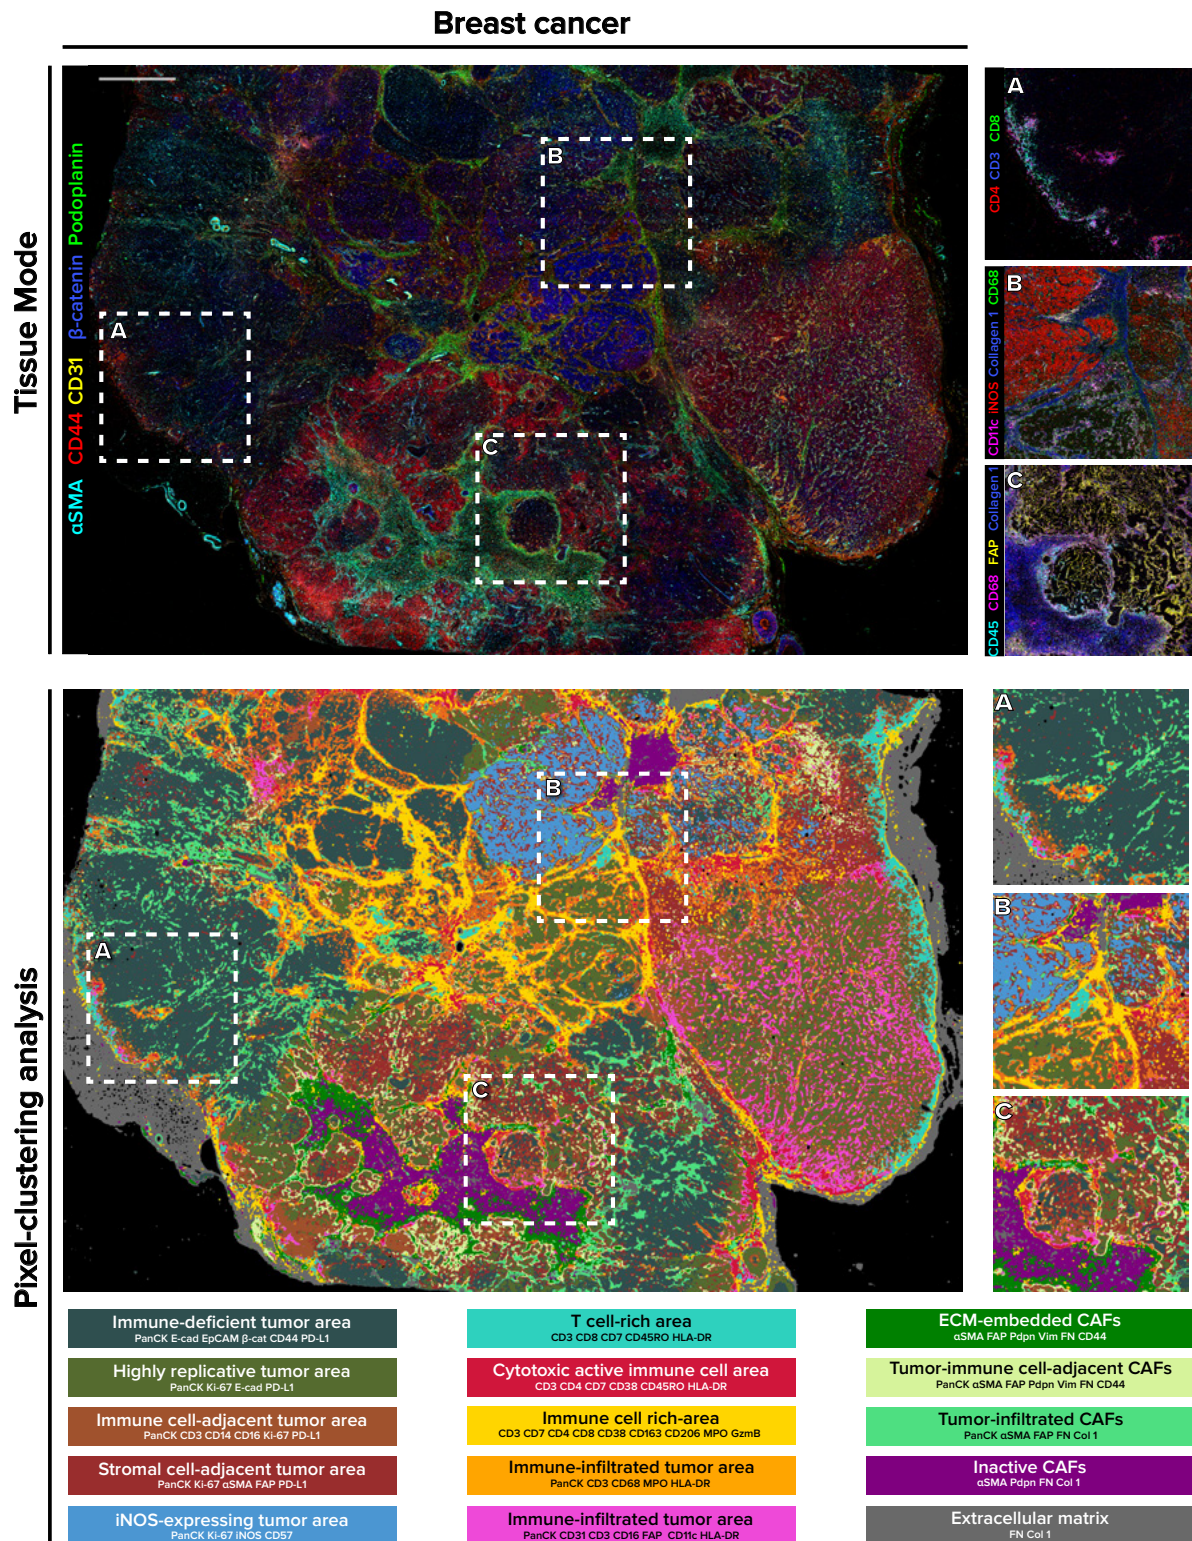 Breast cancer
Tissue Mode
αSMA CD44 CD31 β-catenin Podoplanin
A
B
C
A
CD4 CD3 CD8
B
CD11c iNOS Collagen 1 CD68
C
CD45 CD68 FAP Collagen 1
Pixel-clustering analysis
A
B
C
A
B
C
Immune-deficient tumor area
PanCK E-cad EpCAM β-cat CD44 PD-L1
Highly replicative tumor area
PanCK Ki-67 E-cad PD-L1
Immune cell-adjacent tumor area
PanCK CD3 CD14 CD16 Ki-67 PD-L1
Stromal cell-adjacent tumor area
PanCK Ki-67 αSMA FAP PD-L1
iNOS-expressing tumor area
PanCK Ki-67 iNOS CD57
T cell-rich area
CD3 CD8 CD7 CD45RO HLA-DR
Cytotoxic active immune cell area
CD3 CD4 CD7 CD38 CD45RO HLA-DR
Immune cell rich-area
CD3 CD7 CD4 CD8 CD38 CD163 CD206 MPO GzmB
Immune-infiltrated tumor area
PanCK CD3 CD68 MPO HLA-DR
Immune-infiltrated tumor area
PanCK CD31 CD3 CD16 FAP CD11c HLA-DR
ECM-embedded CAFs
αSMA FAP Pdpn Vim FN CD44
Tumor-immune cell-adjacent CAFs
PanCK αSMA FAP Pdpn Vim FN CD44
Tumor-infiltrated CAFs
PanCK αSMA FAP FN Col 1
Inactive CAFs
αSMA Pdpn FN Col 1
Extracellular matrix
FN Col 1